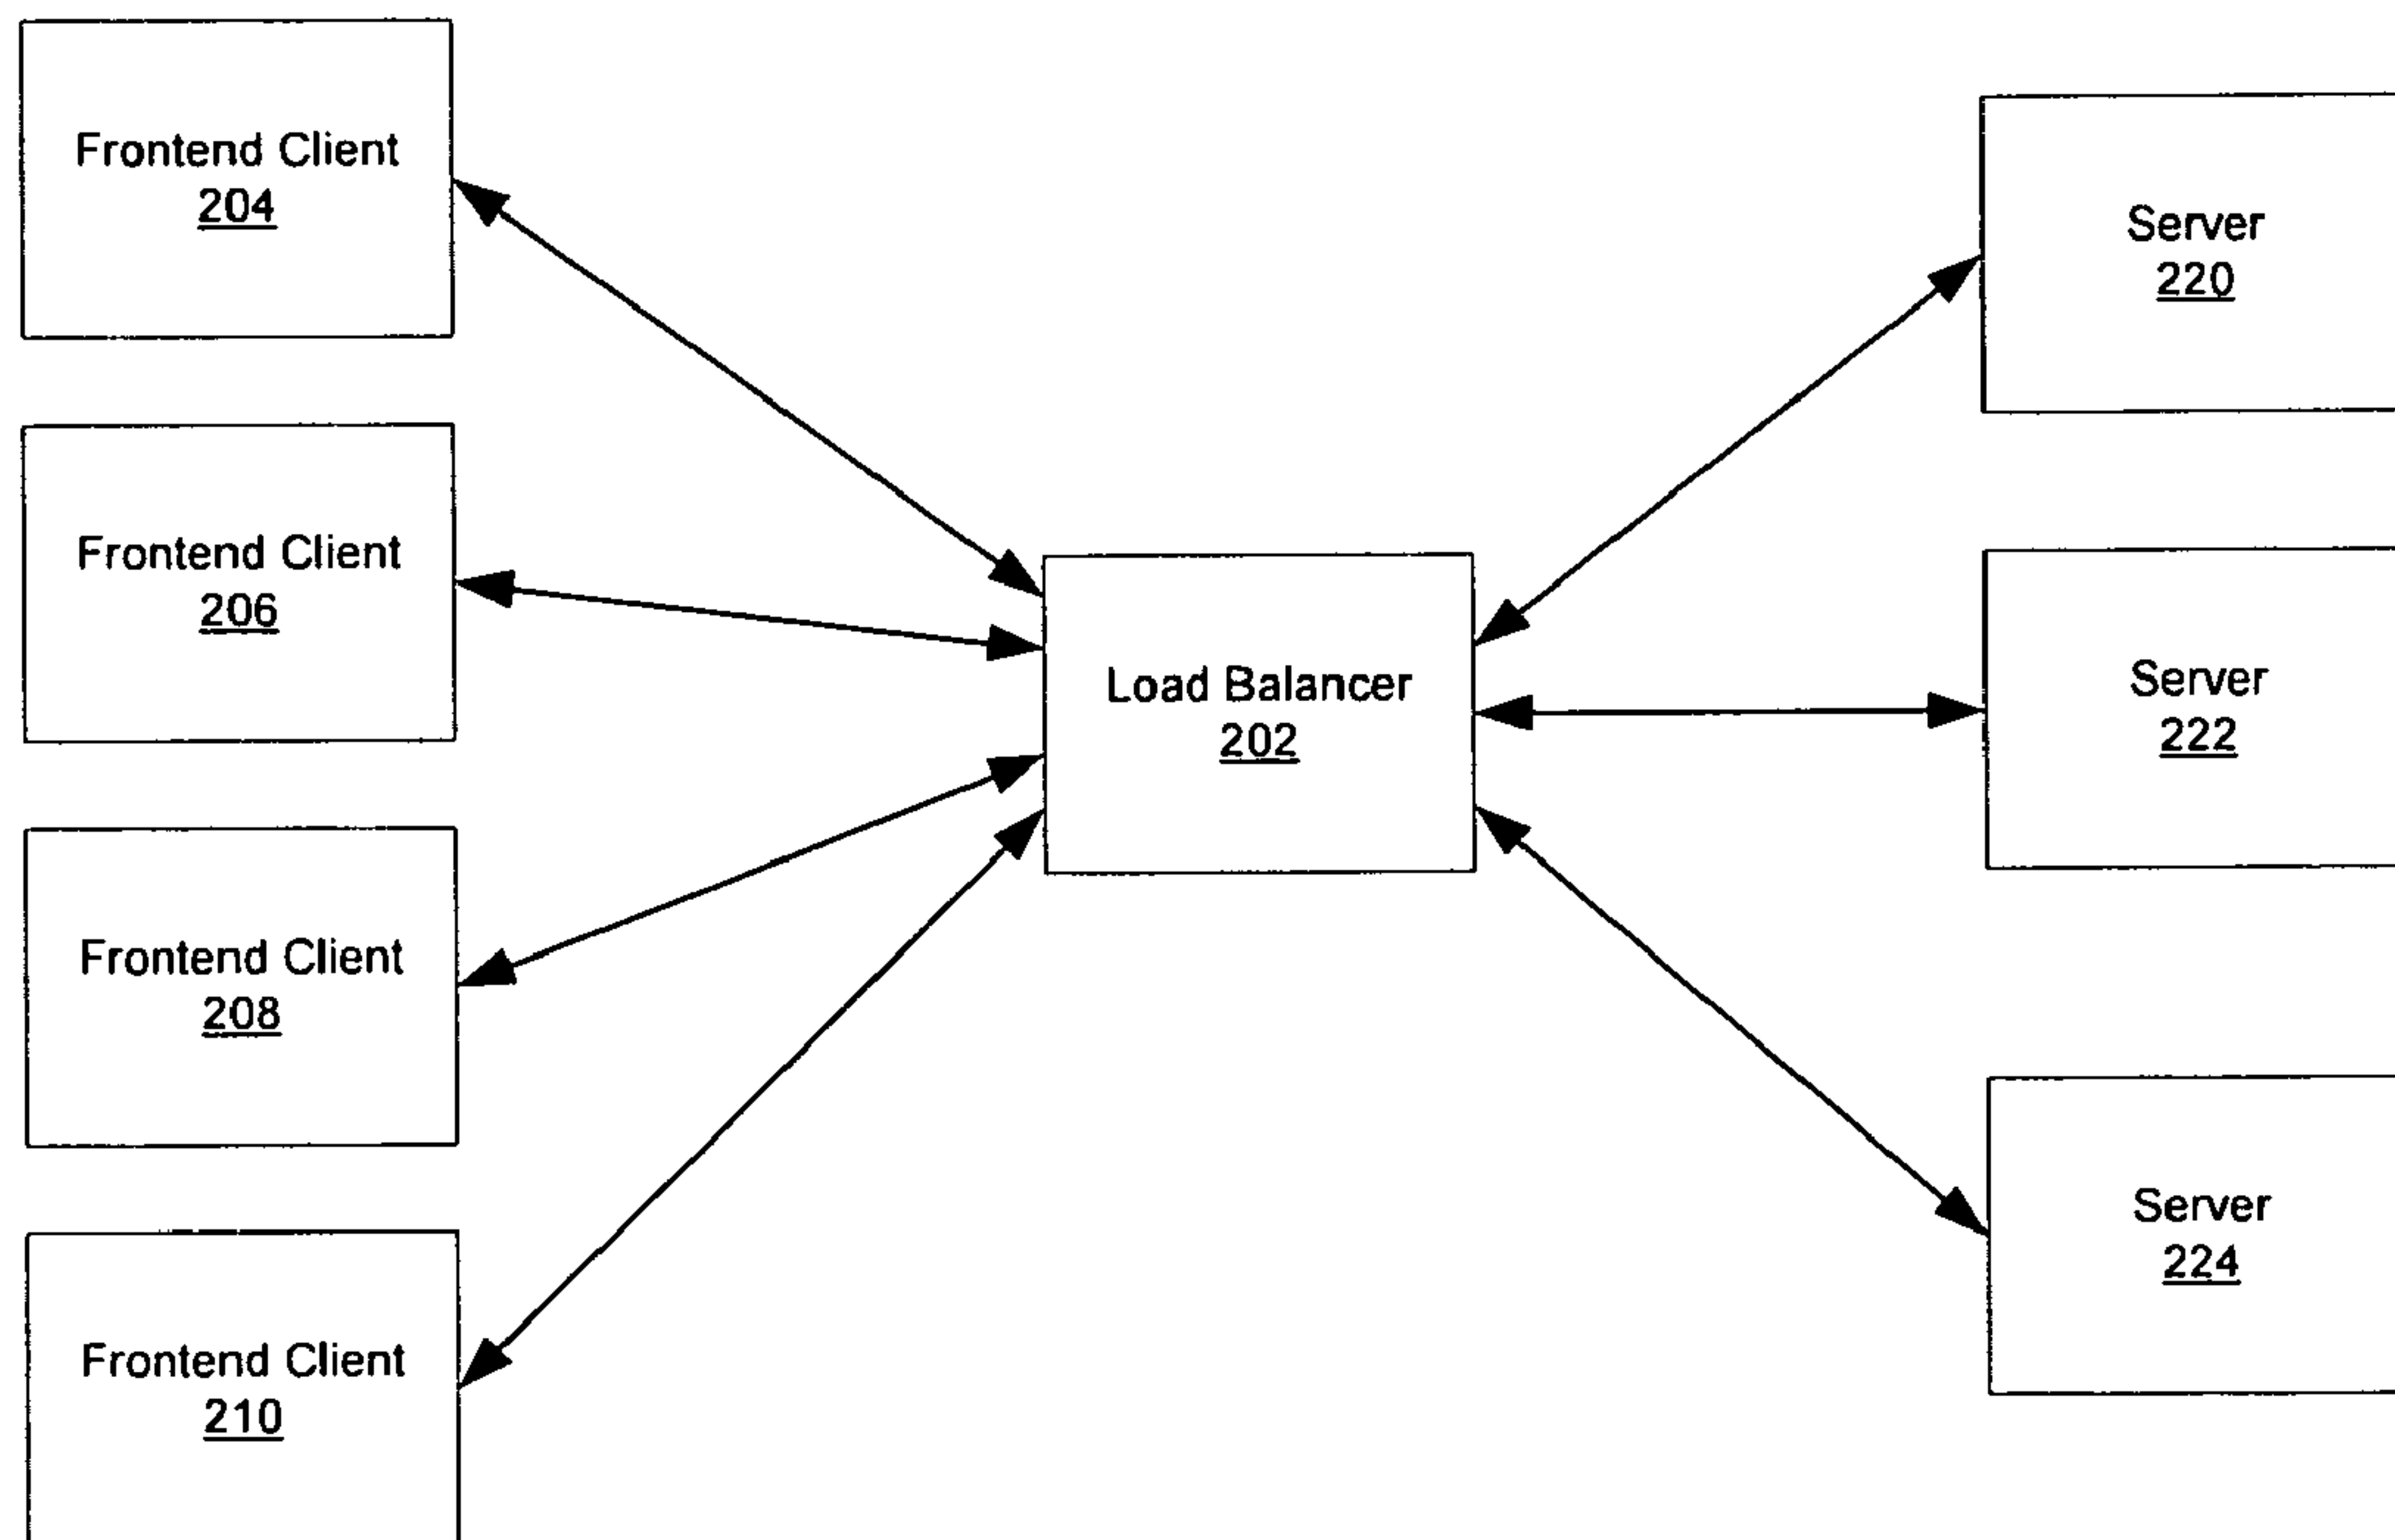 Frontend Client
204
Frontend Client
206
Frontend Client
208
Frontend Client
210
Load Balancer
202
Server
220
Server
222
Server
224